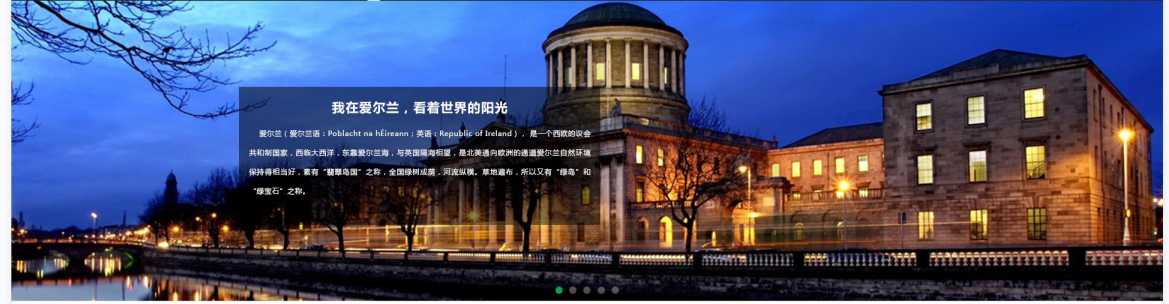 我在爱尔兰，看着世界的阳光
爱尔兰（爱尔兰语：Poblacht na hÉireann；英语：Republic of Ireland），是一个西欧的议会
共和制国家，西临大西洋，东靠爱尔兰海，与英国隔海相望，是北美通向欧洲的通道爱尔兰自然环境
保持得相当好，素有“翡翠岛国”之称，全国绿树成荫，河流纵横。草地遍布，所以又有“绿岛”和
“绿宝石”之称。